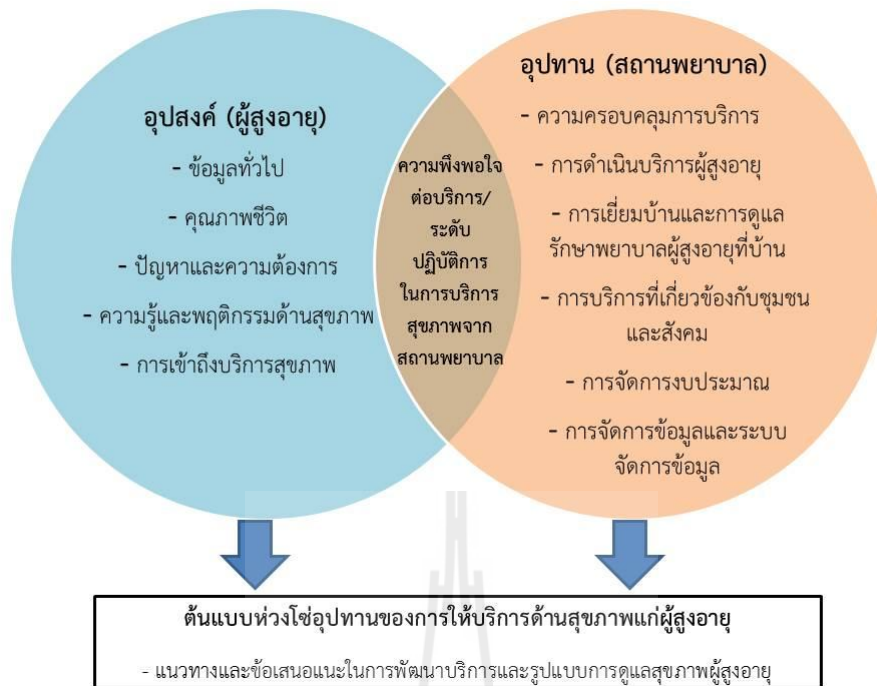 อุปสงค์ (ผู้สูงอายุ)
- ข้อมูลทั่วไป
- คุณภาพชีวิต
- ปัญหาและความต้องการ
- ความรู้และพฤติกรรมด้านสุขภาพ
- การเข้าถึงบริการสุขภาพ
ความพึงพอใจ
ต่อบริการ/
ระดับ
ปฏิบัติการ
ในการบริการ
สุขภาพจาก
สถานพยาบาล
อุปทาน (สถานพยาบาล)
- ความครอบคลุมการบริการ
- การดำเนินบริการผู้สูงอายุ
- การเยี่ยมบ้านและการดูแล
รักษาพยาบาลผู้สูงอายุที่บ้าน
- การบริการที่เกี่ยวข้องกับชุมชน
และสังคม
- การจัดการงบประมาณ
- การจัดการข้อมูลและระบบ
จัดการข้อมูล
ต้นแบบห่วงโซ่อุปทานของการให้บริการด้านสุขภาพแก่ผู้สูงอายุ
- แนวทางและข้อเสนอแนะในการพัฒนาบริการและรูปแบบการดูแลสุขภาพผู้สูงอายุ